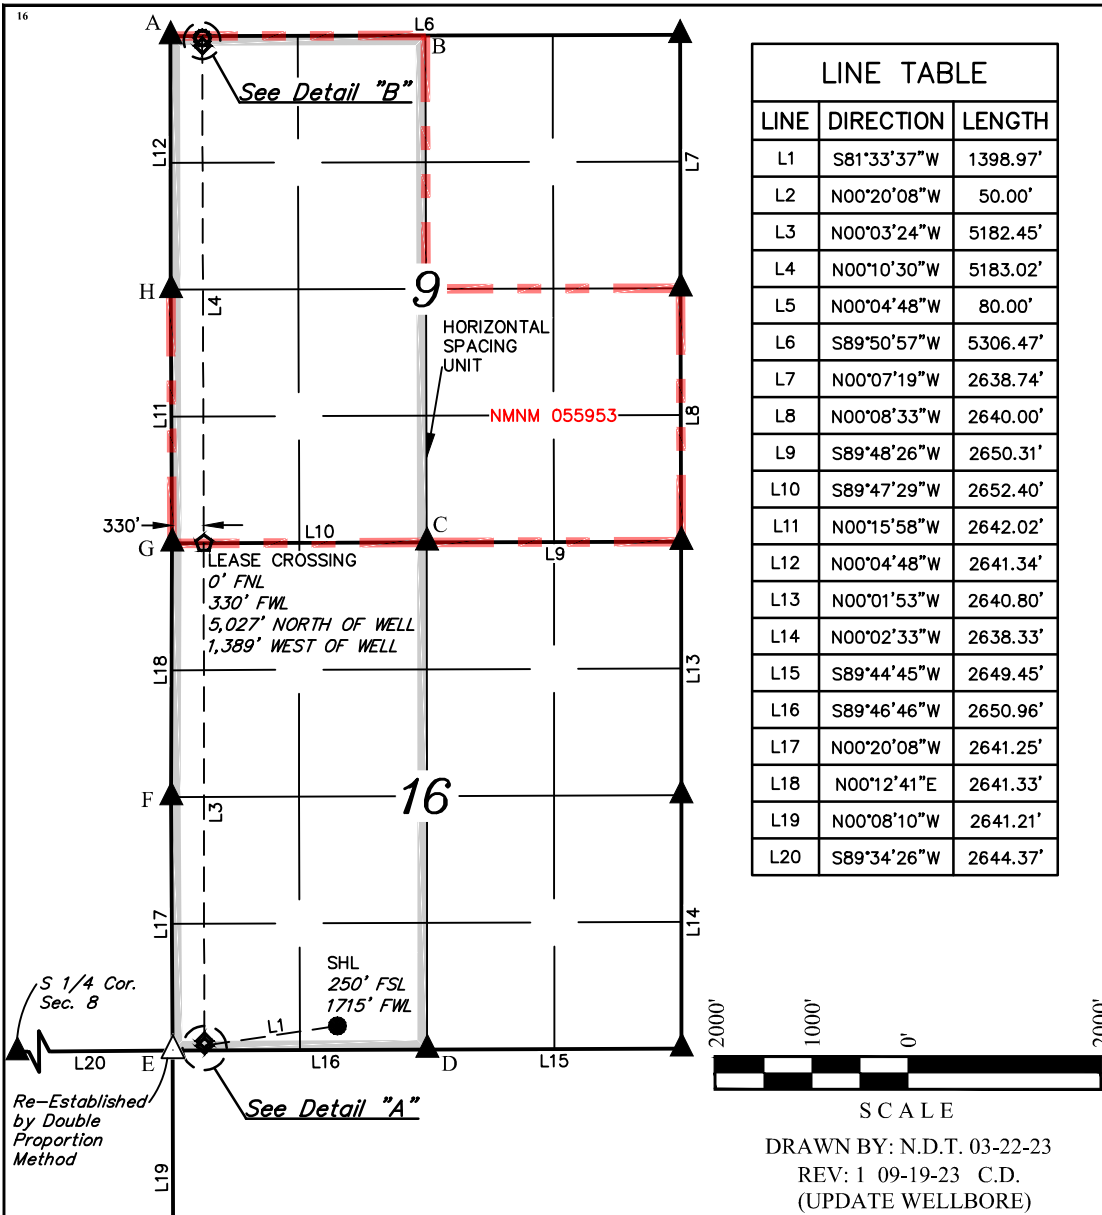 16
A
L6
B
See Detail "B"
L12
L7
L4
H
9
HORIZONTAL
SPACING
UNIT
NMNM 055953
L11
L8
330'
G
L10
C
L9
LEASE CROSSING
0' FNL
330' FWL
5,027' NORTH OF WELL
1,389' WEST OF WELL
L18
L13
F
L3
16
L17
L14
SHL
250' FSL
1715' FWL
S 1/4 Cor.
Sec. 8
L1
L20
E
L16
D
L15
See Detail "A"
Re-Established
by Double
Proportion
Method
L19
LINE TABLE
LINE DIRECTION LENGTH
L1 S81°33'37"W 1398.97'
L2 N00°20'08"W 50.00'
L3 N00°03'24"W 5182.45'
L4 N00°10'30"W 5183.02'
L5 N00°04'48"W 80.00'
L6 S89°50'57"W 5306.47'
L7 N00°07'19"W 2638.74'
L8 N00°08'33"W 2640.00'
L9 S89°48'26"W 2650.31'
L10 S89°47'29"W 2652.40'
L11 N00°15'58"W 2642.02'
L12 N00°04'48"W 2641.34'
L13 N00°01'53"W 2640.80'
L14 N00°02'33"W 2638.33'
L15 S89°44'45"W 2649.45'
L16 S89°46'46"W 2650.96'
L17 N00°20'08"W 2641.25'
L18 N00°12'41"E 2641.33'
L19 N00°08'10"W 2641.21'
L20 S89°34'26"W 2644.37'
2000' 1000' 0' 2000'
SCALE
DRAWN BY: N.D.T. 03-22-23
REV: 1 09-19-23 C.D.
(UPDATE WELLBORE)